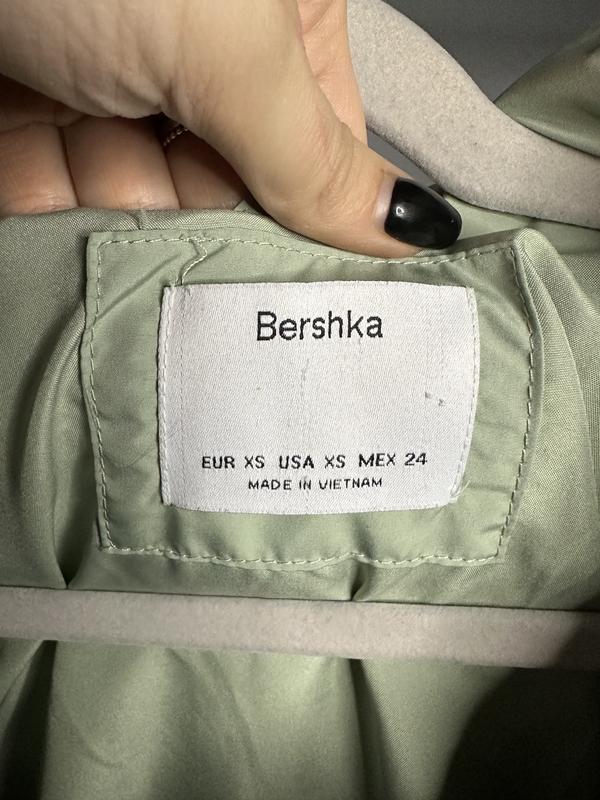 Bershka
EUR XS USA XS MEX 24
MADE IN VIETNAM